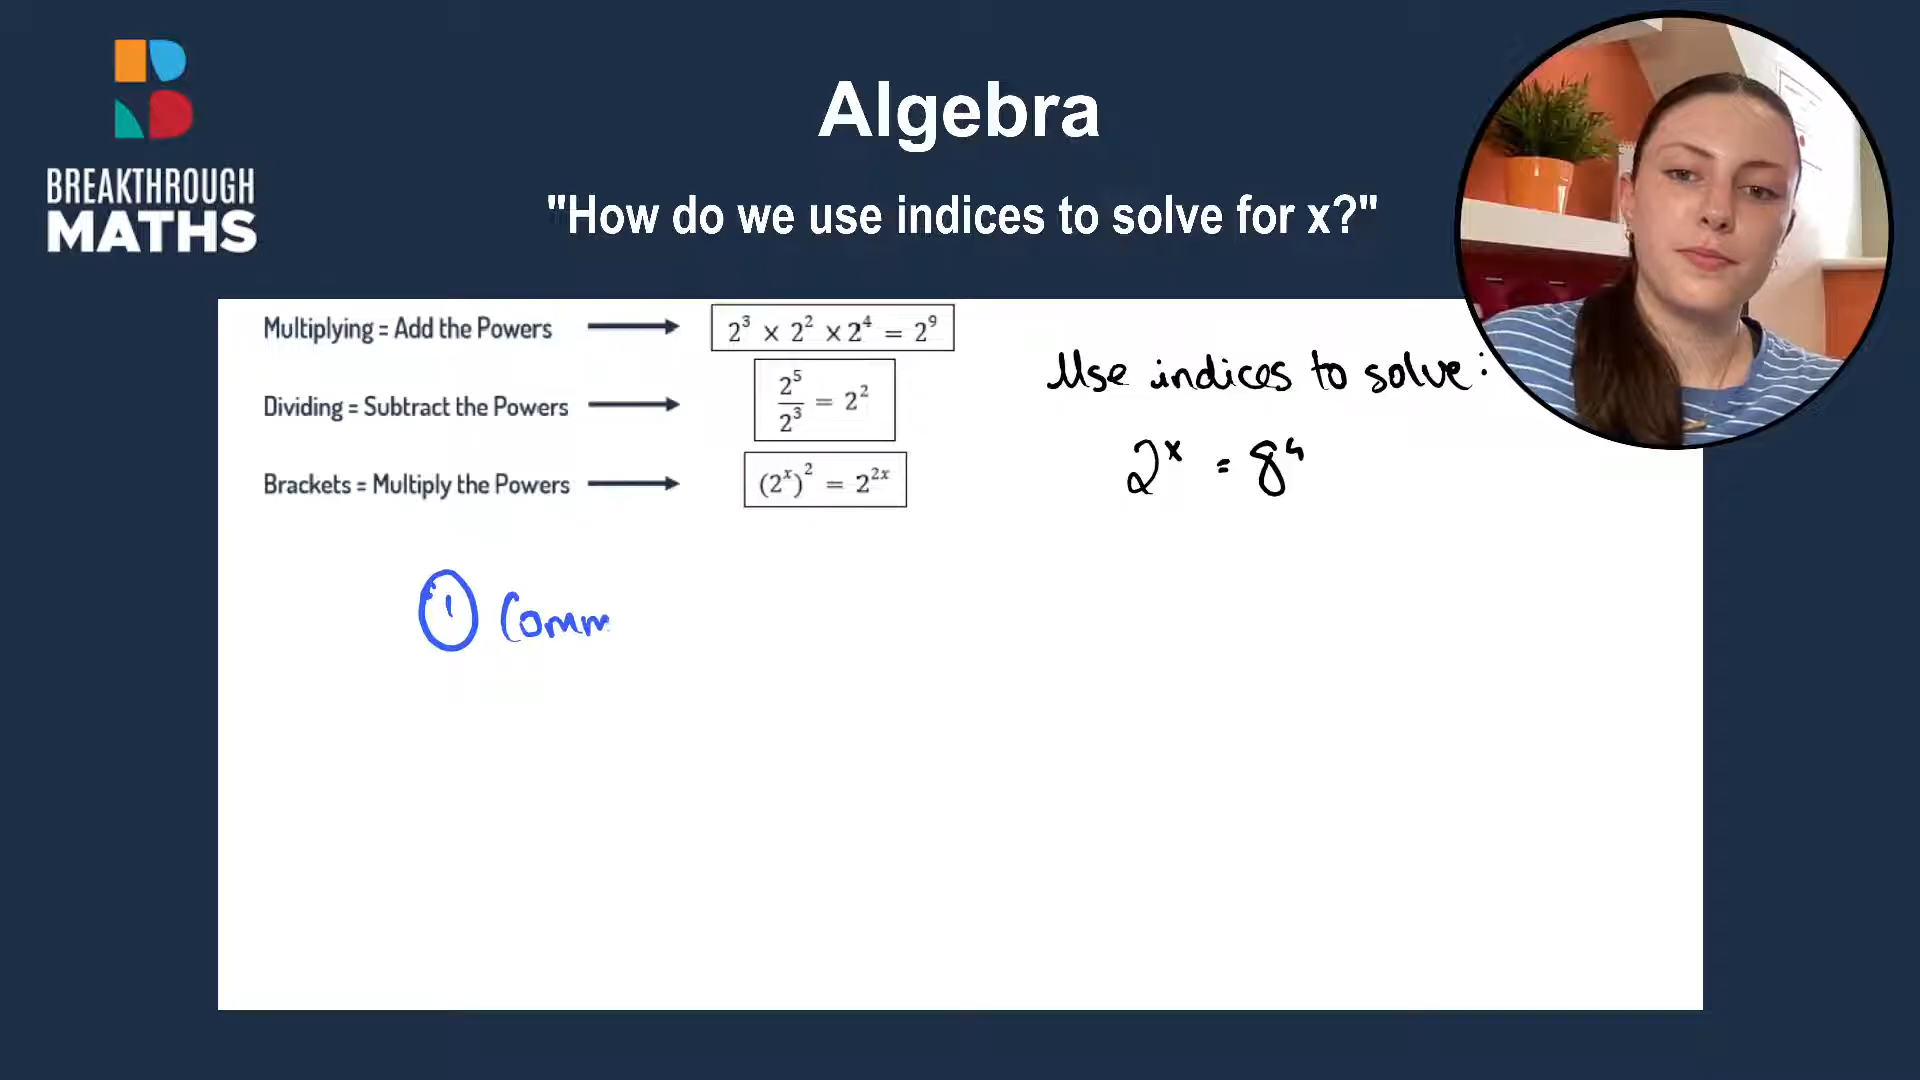 BREAKTHROUGH
MATHS
Algebra
"How do we use indices to solve for x?"
Multiplying = Add the Powers
2³ × 2² × 2⁴ = 2⁹
Dividing = Subtract the Powers
2⁵/2³ = 2²
Brackets = Multiply the Powers
(2ˣ)² = 2²ˣ
Use indices to solve:
2ˣ = 8⁴
① Comm